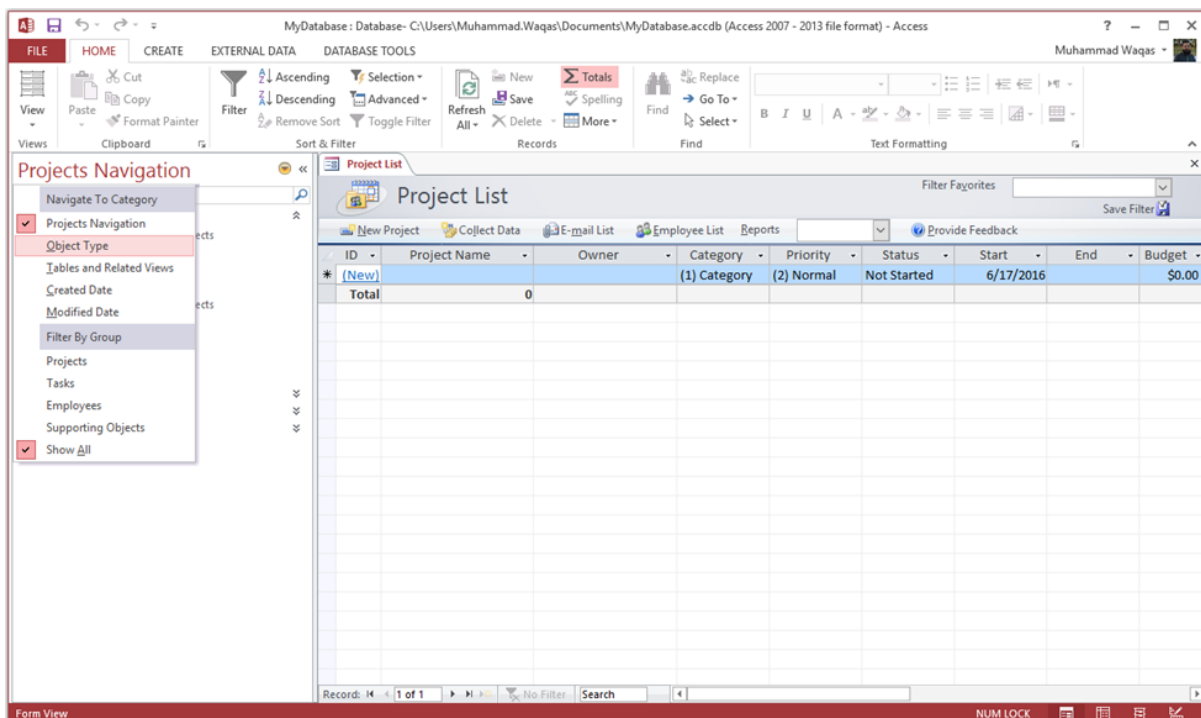 MyDatabase : Database- C:\Users\Muhammad.Waqas\Documents\MyDatabase.accdb (Access 2007 - 2013 file format) - Access
FILE HOME CREATE EXTERNAL DATA DATABASE TOOLS Muhammad Waqas
View
Views
Paste
Cut
Copy
Format Painter
Clipboard
Filter
Ascending
Descending
Remove Sort
Selection
Advanced
Toggle Filter
Sort & Filter
Refresh
All
New
Save
Delete
Totals
Spelling
More
Records
Find
Replace
Go To
Select
Find
B I U A
Text Formatting
Projects Navigation
Navigate To Category
Projects Navigation
Object Type
Tables and Related Views
Created Date
Modified Date
Filter By Group
Projects
Tasks
Employees
Supporting Objects
Show All
ects
ects
Project List
Project List
Filter Favorites
Save Filter
New Project Collect Data E-mail List Employee List Reports Provide Feedback
ID Project Name Owner Category Priority Status Start End Budget
(New) (1) Category (2) Normal Not Started 6/17/2016 $0.00
Total 0
Record: 1 of 1 No Filter Search
Form View NUM LOCK